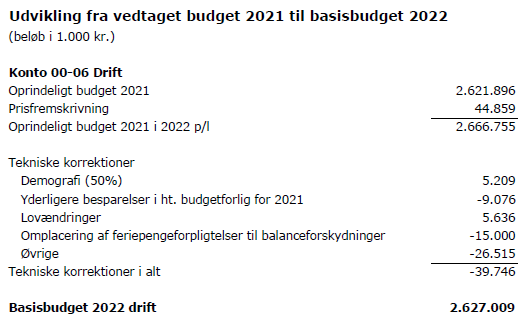 Udvikling fra vedtaget budget 2021 til basisbudget 2022
(beløb i 1.000 kr.)
Konto 00-06 Drift
Oprindeligt budget 2021 2.621.896
Prisfremskrivning 44.859
Oprindeligt budget 2021 i 2022 p/l 2.666.755
Tekniske korrektioner
Demografi (50%) 5.209
Yderligere besparelser i ht. budgetforlig for 2021 -9.076
Lovændringer 5.636
Omplacering af feriepengeforpligtelser til balanceforskydninger -15.000
Øvrige -26.515
Tekniske korrektioner i alt -39.746
Basisbudget 2022 drift 2.627.009